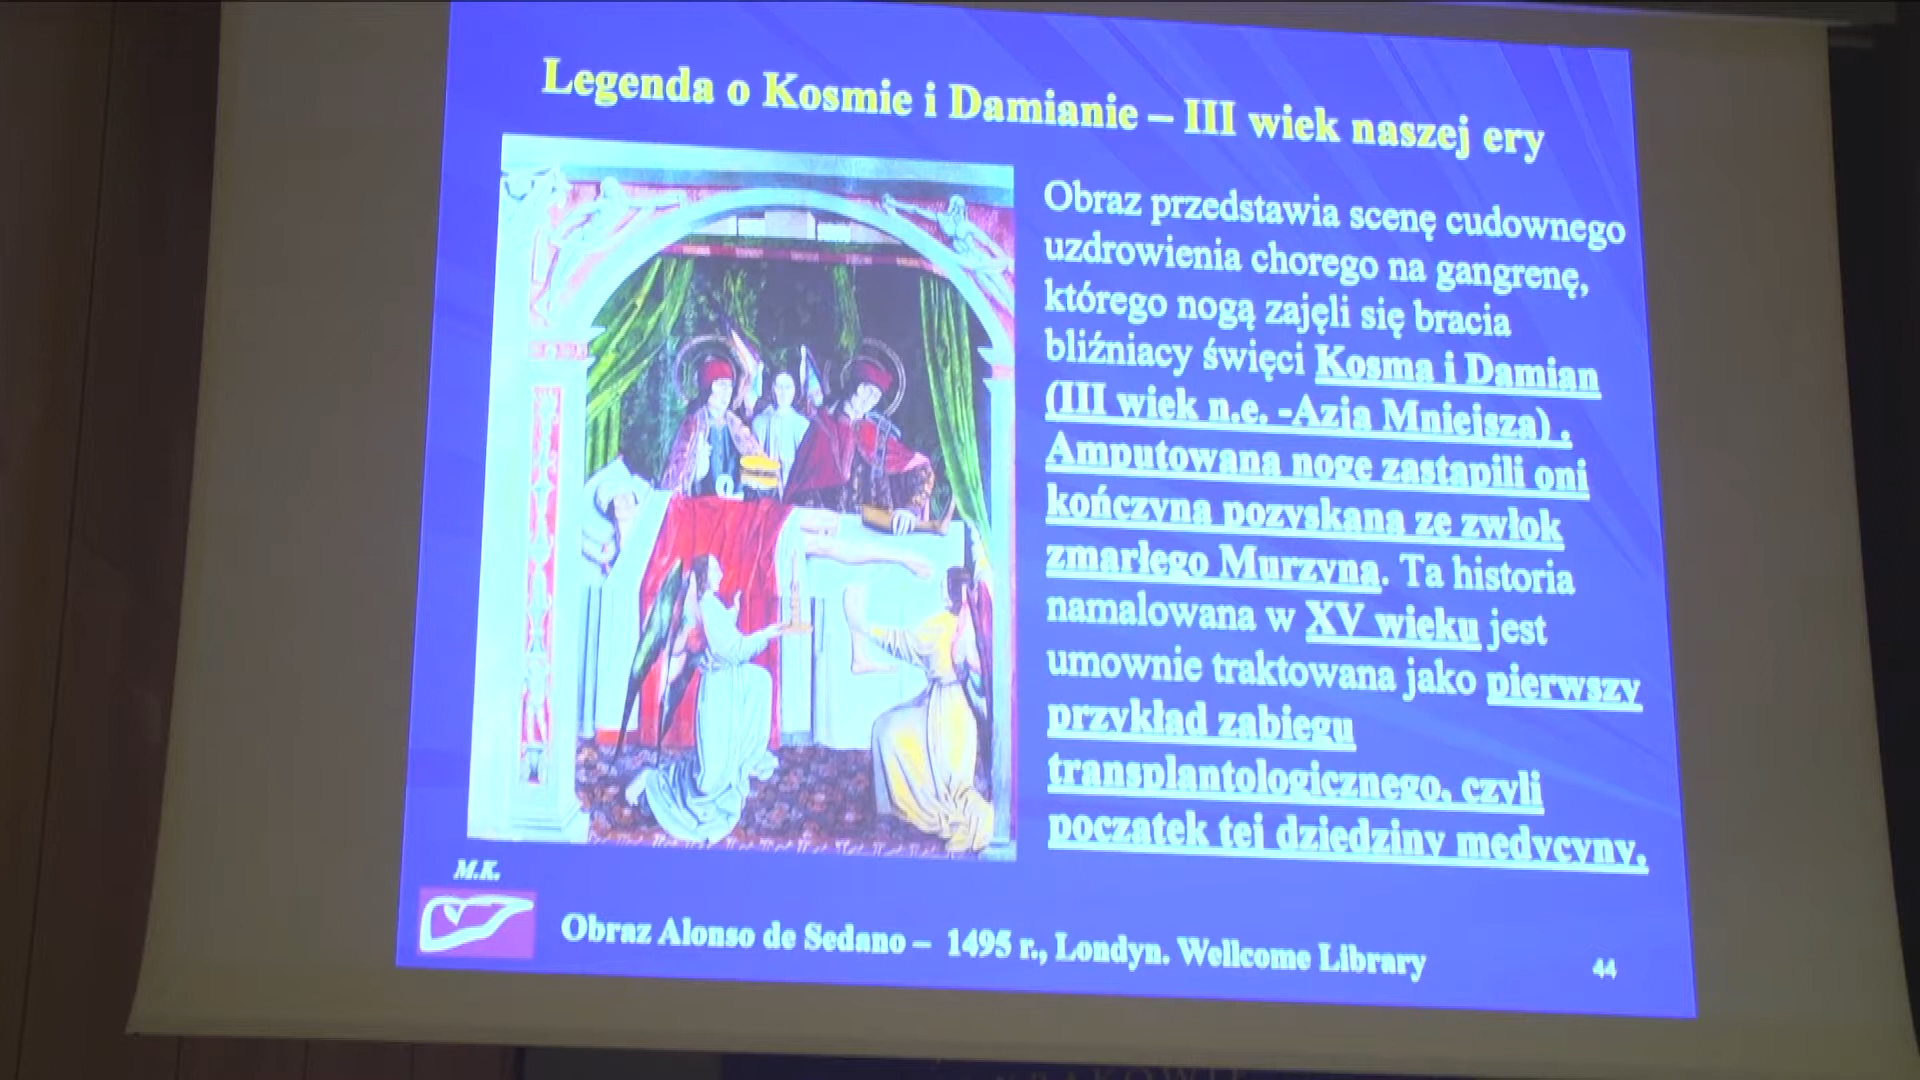 Legenda o Kosmie i Damianie – III wiek naszej ery
Obraz przedstawia scenę cudownego
uzdrowienia chorego na gangrenę,
którego nogą zajęli się bracia
bliźniacy święci Kosma i Damian
(III wiek n.e. -Azja Mniejsza) .
Amputowaną nogę zastąpili oni
kończyną pozyskaną ze zwłok
zmarłego Murzyna. Ta historia
namalowana w XV wieku jest
umownie traktowana jako pierwszy
przykład zabiegu
transplantologicznego, czyli
początek tej dziedziny medycyny.
M.K.
Obraz Alonso de Sedano – 1495 r., Londyn. Wellcome Library
44